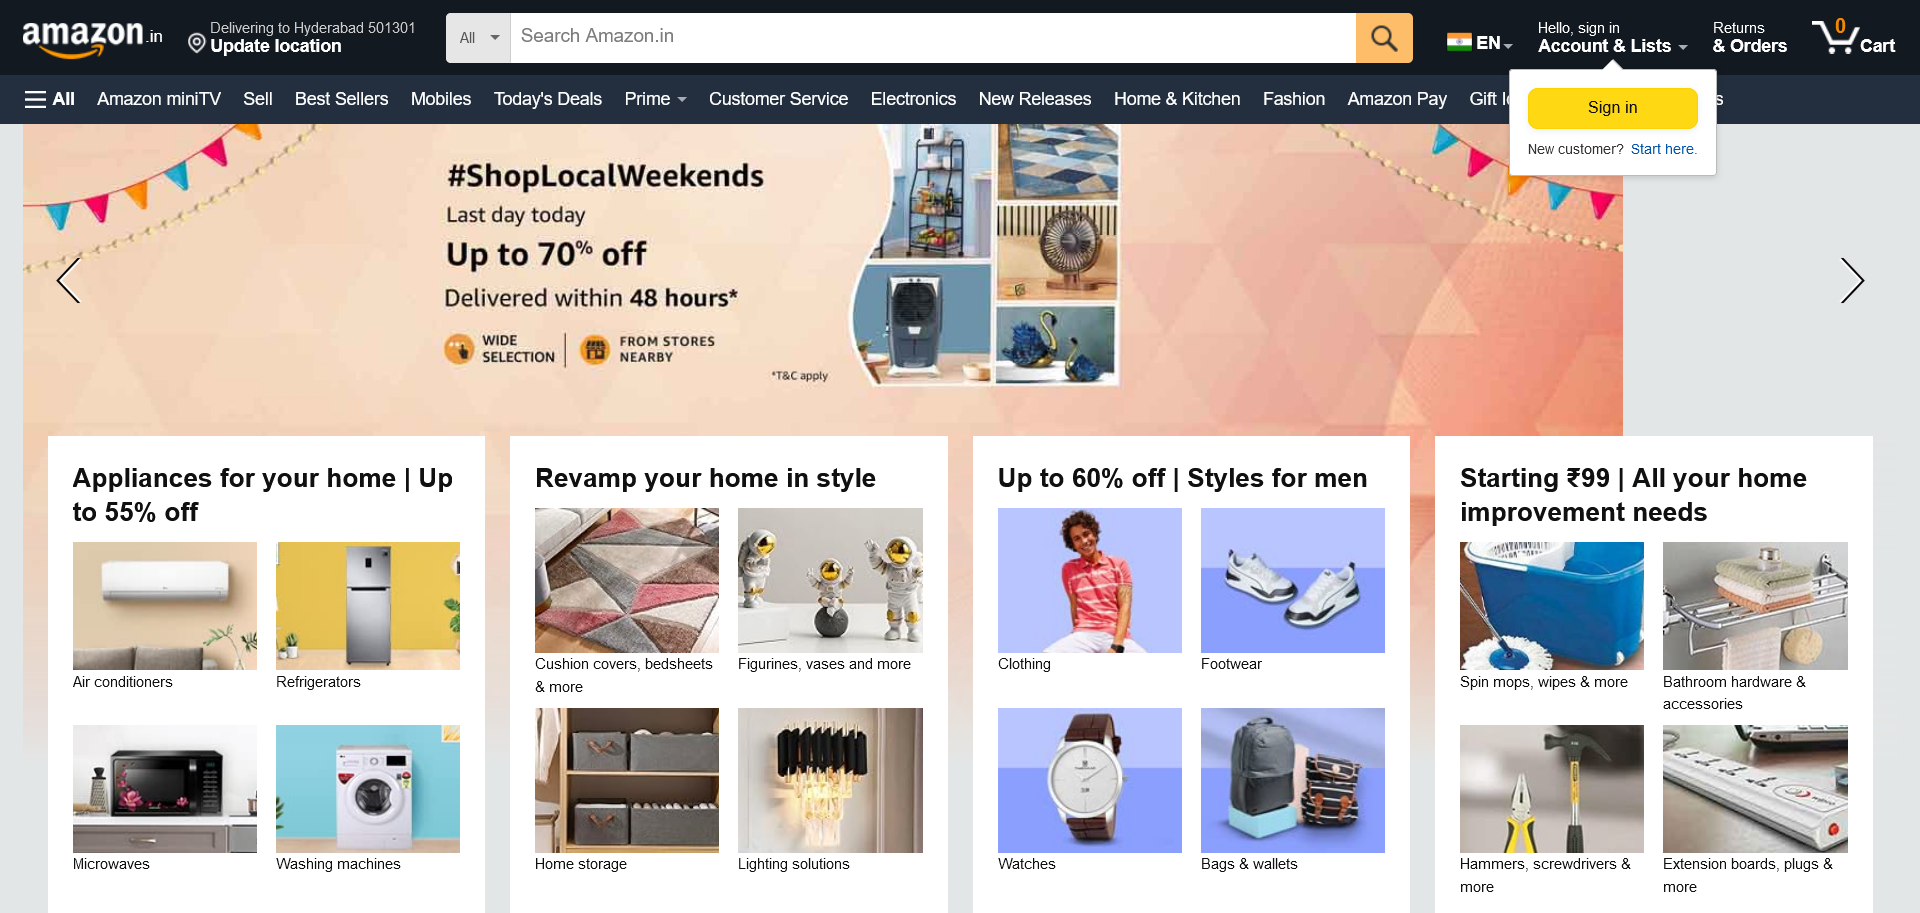 amazon.in
Delivering to Hyderabad 501301
Update location
All
Search Amazon.in
EN
Hello, sign in
Account & Lists
Returns
& Orders
0
Cart
All
Amazon miniTV
Sell
Best Sellers
Mobiles
Today's Deals
Prime
Customer Service
Electronics
New Releases
Home & Kitchen
Fashion
Amazon Pay
Gift
Sign in
New customer? Start here.
#ShopLocalWeekends
Last day today
Up to 70% off
Delivered within 48 hours*
WIDE
SELECTION
FROM STORES
NEARBY
*T&C apply
Appliances for your home | Up
to 55% off
Air conditioners
Refrigerators
Microwaves
Washing machines
Revamp your home in style
Cushion covers, bedsheets
& more
Figurines, vases and more
Home storage
Lighting solutions
Up to 60% off | Styles for men
Clothing
Footwear
Watches
Bags & wallets
Starting ₹99 | All your home
improvement needs
Spin mops, wipes & more
Bathroom hardware &
accessories
Hammers, screwdrivers &
more
Extension boards, plugs &
more